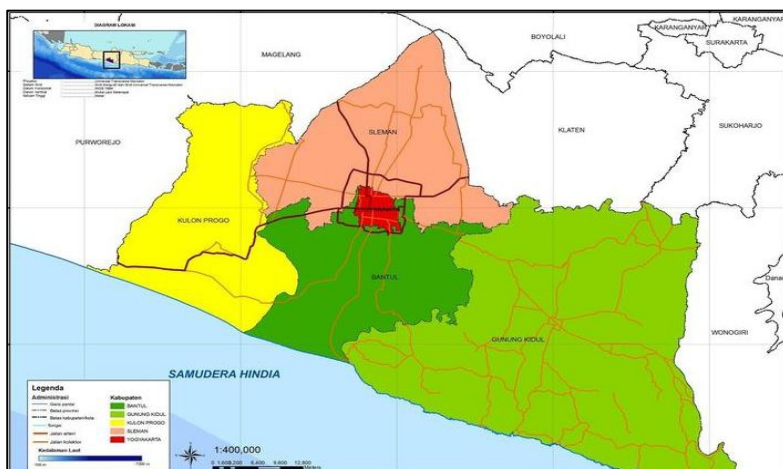 DIAGRAM LOKASI
KARANGANYAR
KARANGANYAR
BOYOLALI
SURAKARTA
MAGELANG
SLEMAN
KLATEN
SUKOHARJO
PURWOREJO
KULON PROGO
BANTUL
GUNUNG KIDUL
WONOGIRI
SAMUDERA HINDIA
Legenda
Administrasi
Garis pantai
Batas provinsi
Batas kabupaten/kota
Sungai
Jalan arteri
Jalan kolektor
Kedalaman Laut
Kabupaten
BANTUL
GUNUNG KIDUL
KULON PROGO
SLEMAN
YOGYAKARTA
1:400,000